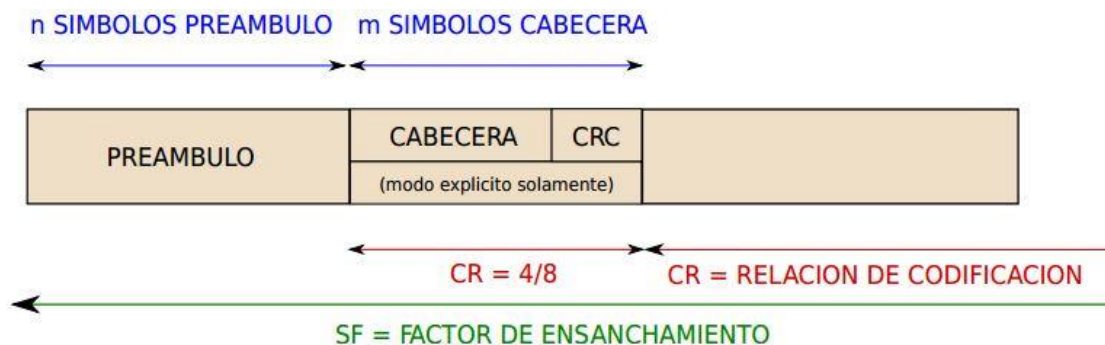 n SIMBOLOS PREAMBULO m SIMBOLOS CABECERA
PREAMBULO
CABECERA CRC
(modo explicito solamente)
CR = 4/8 CR = RELACION DE CODIFICACION
SF = FACTOR DE ENSANCHAMIENTO